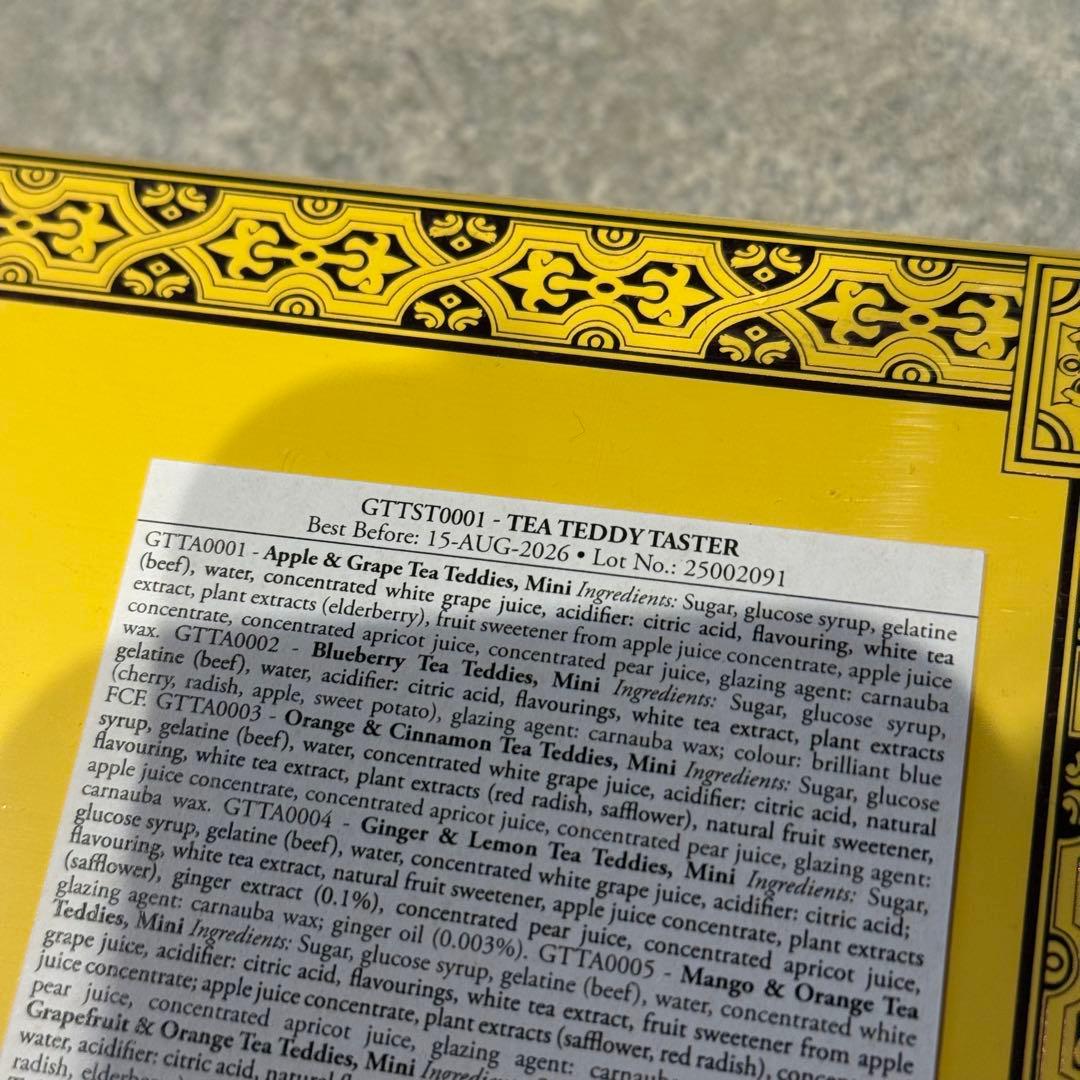 GTTST0001 - TEA TEDDY TASTER
Best Before: 15-AUG-2026 • Lot No.: 25002091
GTTA0001 - Apple & Grape Tea Teddies, Mini Ingredients: Sugar, glucose syrup, gelatine
(beef), water, concentrated white grape juice, acidifier: citric acid, flavouring, white tea
extract, plant extracts (elderberry), fruit sweetener from apple juice concentrate, apple juice
concentrate, concentrated apricot juice, concentrated pear juice, glazing agent: carnauba
wax. GTTA0002 - Blueberry Tea Teddies, Mini Ingredients: Sugar, glucose syrup,
gelatine (beef), water, acidifier: citric acid, flavourings, white tea extract, plant extracts
(cherry, radish, apple, sweet potato), glazing agent: carnauba wax; colour: brilliant blue
FCF. GTTA0003 - Orange & Cinnamon Tea Teddies, Mini Ingredients: Sugar, glucose
syrup, gelatine (beef), water, concentrated white grape juice, acidifier: citric acid, natural
flavouring, white tea extract, plant extracts (red radish, safflower), natural fruit sweetener,
apple juice concentrate, concentrated apricot juice, concentrated pear juice, glazing agent:
carnauba wax. GTTA0004 - Ginger & Lemon Tea Teddies, Mini Ingredients: Sugar,
glucose syrup, gelatine (beef), water, concentrated white grape juice, acidifier: citric acid;
flavouring, white tea extract, natural fruit sweetener, apple juice concentrate, plant extracts
(safflower), ginger extract (0.1%), concentrated pear juice, concentrated apricot juice,
glazing agent: carnauba wax; ginger oil (0.003%). GTTA0005 - Mango & Orange Tea
Teddies, Mini Ingredients: Sugar, glucose syrup, gelatine (beef), water, concentrated white
grape juice, acidifier: citric acid, flavourings, white tea extract, fruit sweetener from apple
juice concentrate; apple juice concentrate, plant extracts (safflower, red radish), conce
pear juice, concentrated apricot juice, glazing agent: carnaub
Grapefruit & Orange Tea Teddies, Mini Ingredien
water, acidifier: citric acid, natural
radish, elderber